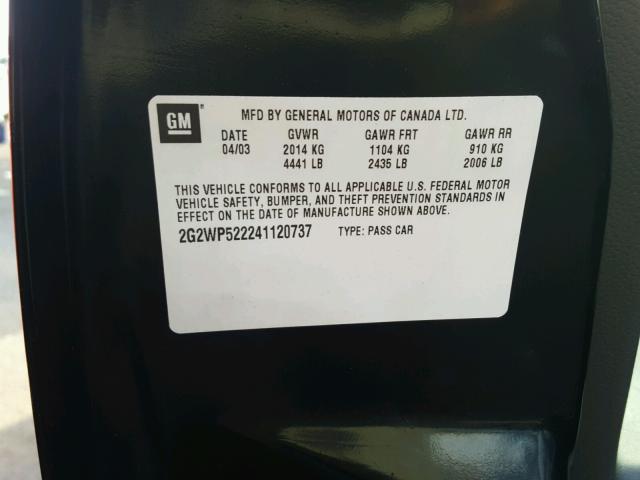 GM
MFD BY GENERAL MOTORS OF CANADA LTD.
DATE GVWR GAWR FRT GAWR RR
04/03 2014 KG 1104 KG 910 KG
4441 LB 2435 LB 2006 LB
THIS VEHICLE CONFORMS TO ALL APPLICABLE U.S. FEDERAL MOTOR
VEHICLE SAFETY, BUMPER, AND THEFT PREVENTION STANDARDS IN
EFFECT ON THE DATE OF MANUFACTURE SHOWN ABOVE.
2G2WP522241120737 TYPE: PASS CAR